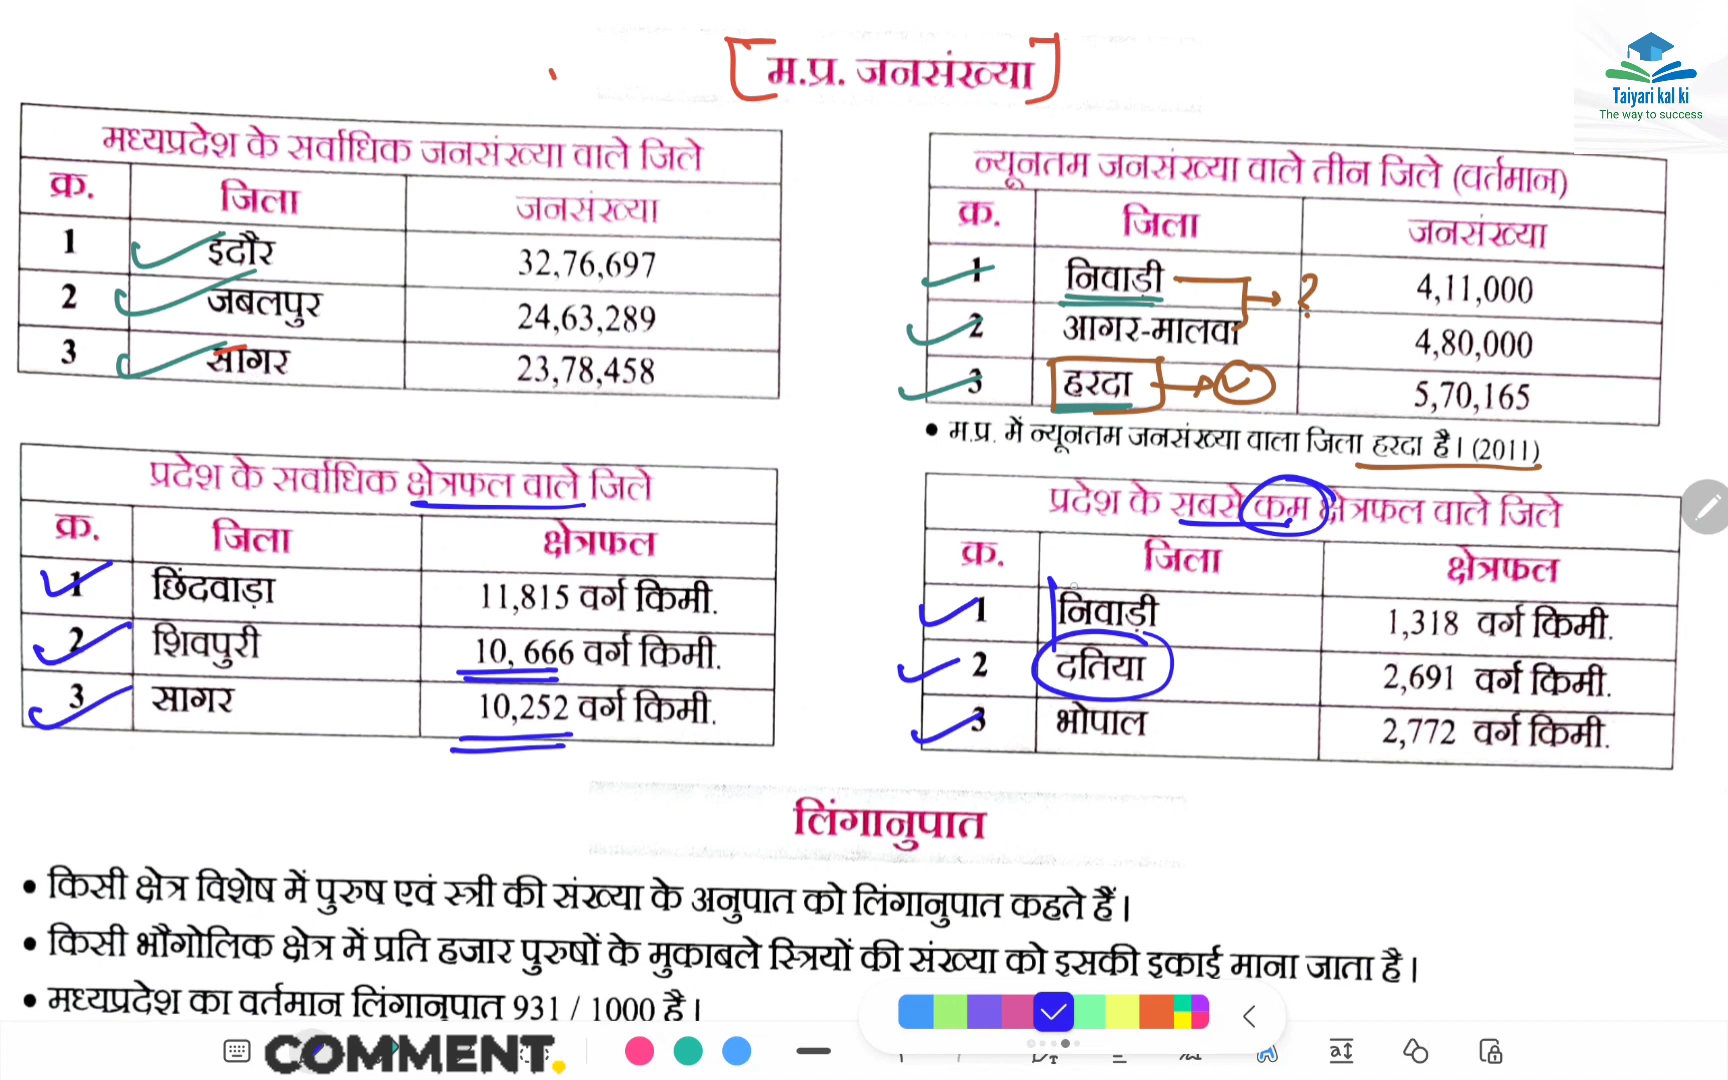 म.प्र. जनसंख्या
Taiyari kal ki
The way to success
मध्यप्रदेश के सर्वाधिक जनसंख्या वाले जिले
क्र. जिला जनसंख्या
1 इंदौर 32,76,697
2 जबलपुर 24,63,289
3 सागर 23,78,458
न्यूनतम जनसंख्या वाले तीन जिले (वर्तमान)
क्र. जिला जनसंख्या
1 निवाड़ी ? 4,11,000
2 आगर-मालवा 4,80,000
3 हरदा 5,70,165
• म.प्र. में न्यूनतम जनसंख्या वाला जिला हरदा है। (2011)
प्रदेश के सर्वाधिक क्षेत्रफल वाले जिले
क्र. जिला क्षेत्रफल
1 छिंदवाड़ा 11,815 वर्ग किमी.
2 शिवपुरी 10, 666 वर्ग किमी.
3 सागर 10,252 वर्ग किमी.
प्रदेश के सबसे कम क्षेत्रफल वाले जिले
क्र. जिला क्षेत्रफल
1 निवाड़ी 1,318 वर्ग किमी.
2 दतिया 2,691 वर्ग किमी.
3 भोपाल 2,772 वर्ग किमी.
लिंगानुपात
• किसी क्षेत्र विशेष में पुरुष एवं स्त्री की संख्या के अनुपात को लिंगानुपात कहते हैं।
• किसी भौगोलिक क्षेत्र में प्रति हजार पुरुषों के मुकाबले स्त्रियों की संख्या को इसकी इकाई माना जाता है।
• मध्यप्रदेश का वर्तमान लिंगानुपात 931 / 1000 है।
COMMENT.